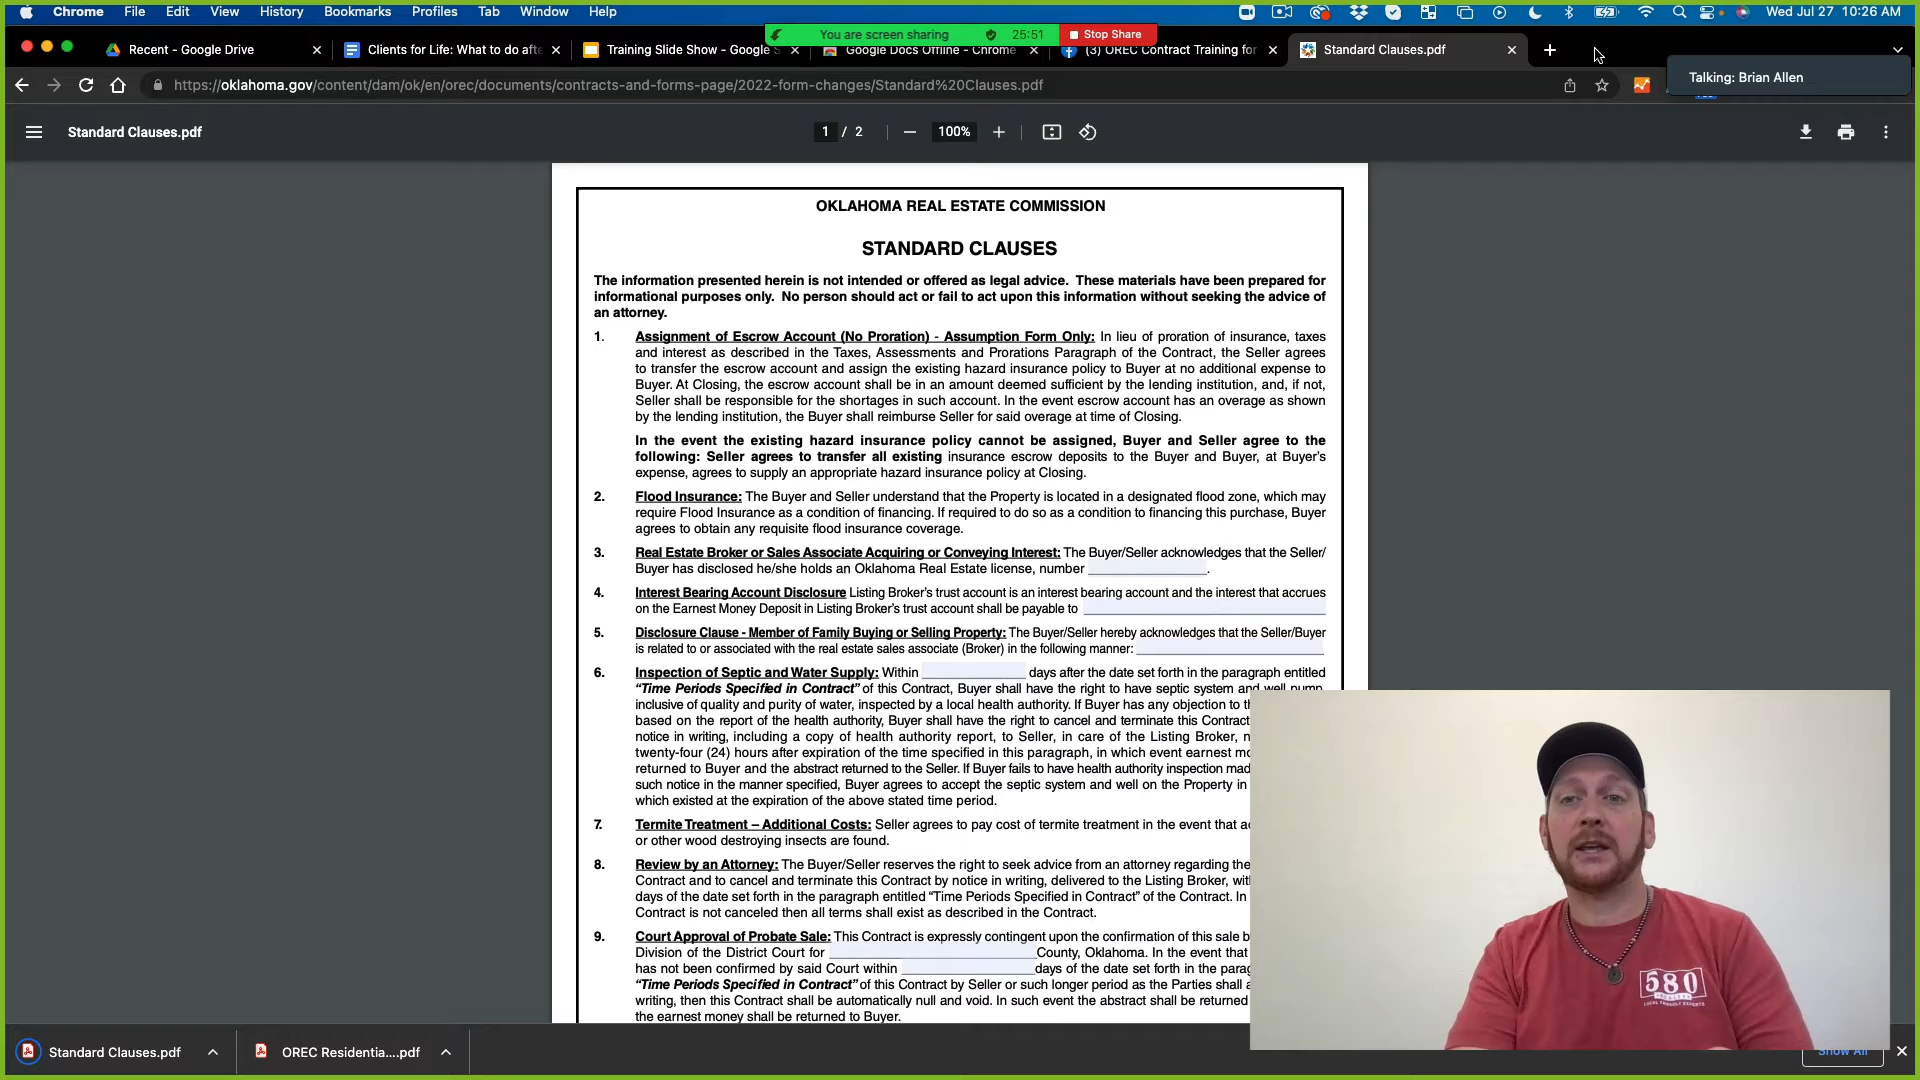 Chrome File Edit View History Bookmarks Profiles Tab Window Help Wed Jul 27 10:26 AM
You are screen sharing 25:51 Stop Share
Recent - Google Drive Clients for Life: What to do afte Training Slide Show - Google S Google Docs Offline - Chrome (3) OREC Contract Training for Standard Clauses.pdf
https://oklahoma.gov/content/dam/ok/en/orec/documents/contracts-and-forms-page/2022-form-changes/Standard%20Clauses.pdf
Talking: Brian Allen
Standard Clauses.pdf 1 / 2 100%
OKLAHOMA REAL ESTATE COMMISSION
STANDARD CLAUSES
The information presented herein is not intended or offered as legal advice. These materials have been prepared for
informational purposes only. No person should act or fail to act upon this information without seeking the advice of
an attorney.
1. Assignment of Escrow Account (No Proration) - Assumption Form Only: In lieu of proration of insurance, taxes
and interest as described in the Taxes, Assessments and Prorations Paragraph of the Contract, the Seller agrees
to transfer the escrow account and assign the existing hazard insurance policy to Buyer at no additional expense to
Buyer. At Closing, the escrow account shall be in an amount deemed sufficient by the lending institution, and, if not,
Seller shall be responsible for the shortages in such account. In the event escrow account has an overage as shown
by the lending institution, the Buyer shall reimburse Seller for said overage at time of Closing.
In the event the existing hazard insurance policy cannot be assigned, Buyer and Seller agree to the
following: Seller agrees to transfer all existing insurance escrow deposits to the Buyer and Buyer, at Buyer's
expense, agrees to supply an appropriate hazard insurance policy at Closing.
2. Flood Insurance: The Buyer and Seller understand that the Property is located in a designated flood zone, which may
require Flood Insurance as a condition of financing. If required to do so as a condition to financing this purchase, Buyer
agrees to obtain any requisite flood insurance coverage.
3. Real Estate Broker or Sales Associate Acquiring or Conveying Interest: The Buyer/Seller acknowledges that the Seller/
Buyer has disclosed he/she holds an Oklahoma Real Estate license, number ____________.
4. Interest Bearing Account Disclosure Listing Broker's trust account is an interest bearing account and the interest that accrues
on the Earnest Money Deposit in Listing Broker's trust account shall be payable to
5. Disclosure Clause - Member of Family Buying or Selling Property: The Buyer/Seller hereby acknowledges that the Seller/Buyer
is related to or associated with the real estate sales associate (Broker) in the following manner:
6. Inspection of Septic and Water Supply: Within ____________ days after the date set forth in the paragraph entitled
"Time Periods Specified in Contract" of this Contract, Buyer shall have the right to have septic system and well pump,
inclusive of quality and purity of water, inspected by a local health authority. If Buyer has any objection to
based on the report of the health authority, Buyer shall have the right to cancel and terminate this Contract
notice in writing, including a copy of health authority report, to Seller, in care of the Listing Broker,
twenty-four (24) hours after expiration of the time specified in this paragraph, in which event earnest
returned to Buyer and the abstract returned to the Seller. If Buyer fails to have health authority inspection
such notice in the manner specified, Buyer agrees to accept the septic system and well on the Property in
which existed at the expiration of the above stated time period.
7. Termite Treatment – Additional Costs: Seller agrees to pay cost of termite treatment in the event that
or other wood destroying insects are found.
8. Review by an Attorney: The Buyer/Seller reserves the right to seek advice from an attorney regarding the
Contract and to cancel and terminate this Contract by notice in writing, delivered to the Listing Broker,
days of the date set forth in the paragraph entitled "Time Periods Specified in Contract" of the Contract. In
Contract is not canceled then all terms shall exist as described in the Contract.
9. Court Approval of Probate Sale: This Contract is expressly contingent upon the confirmation of this sale
Division of the District Court for ____________ County, Oklahoma. In the event that
has not been confirmed by said Court within ____________ days of the date set forth in the
"Time Periods Specified in Contract" of this Contract by Seller or such longer period as the Parties shall
writing, then this Contract shall be automatically null and void. In such event the abstract shall be returned
the earnest money shall be returned to Buyer.
580
LOCAL FRIENDLY EXPERTS
Standard Clauses.pdf OREC Residentia....pdf Show All